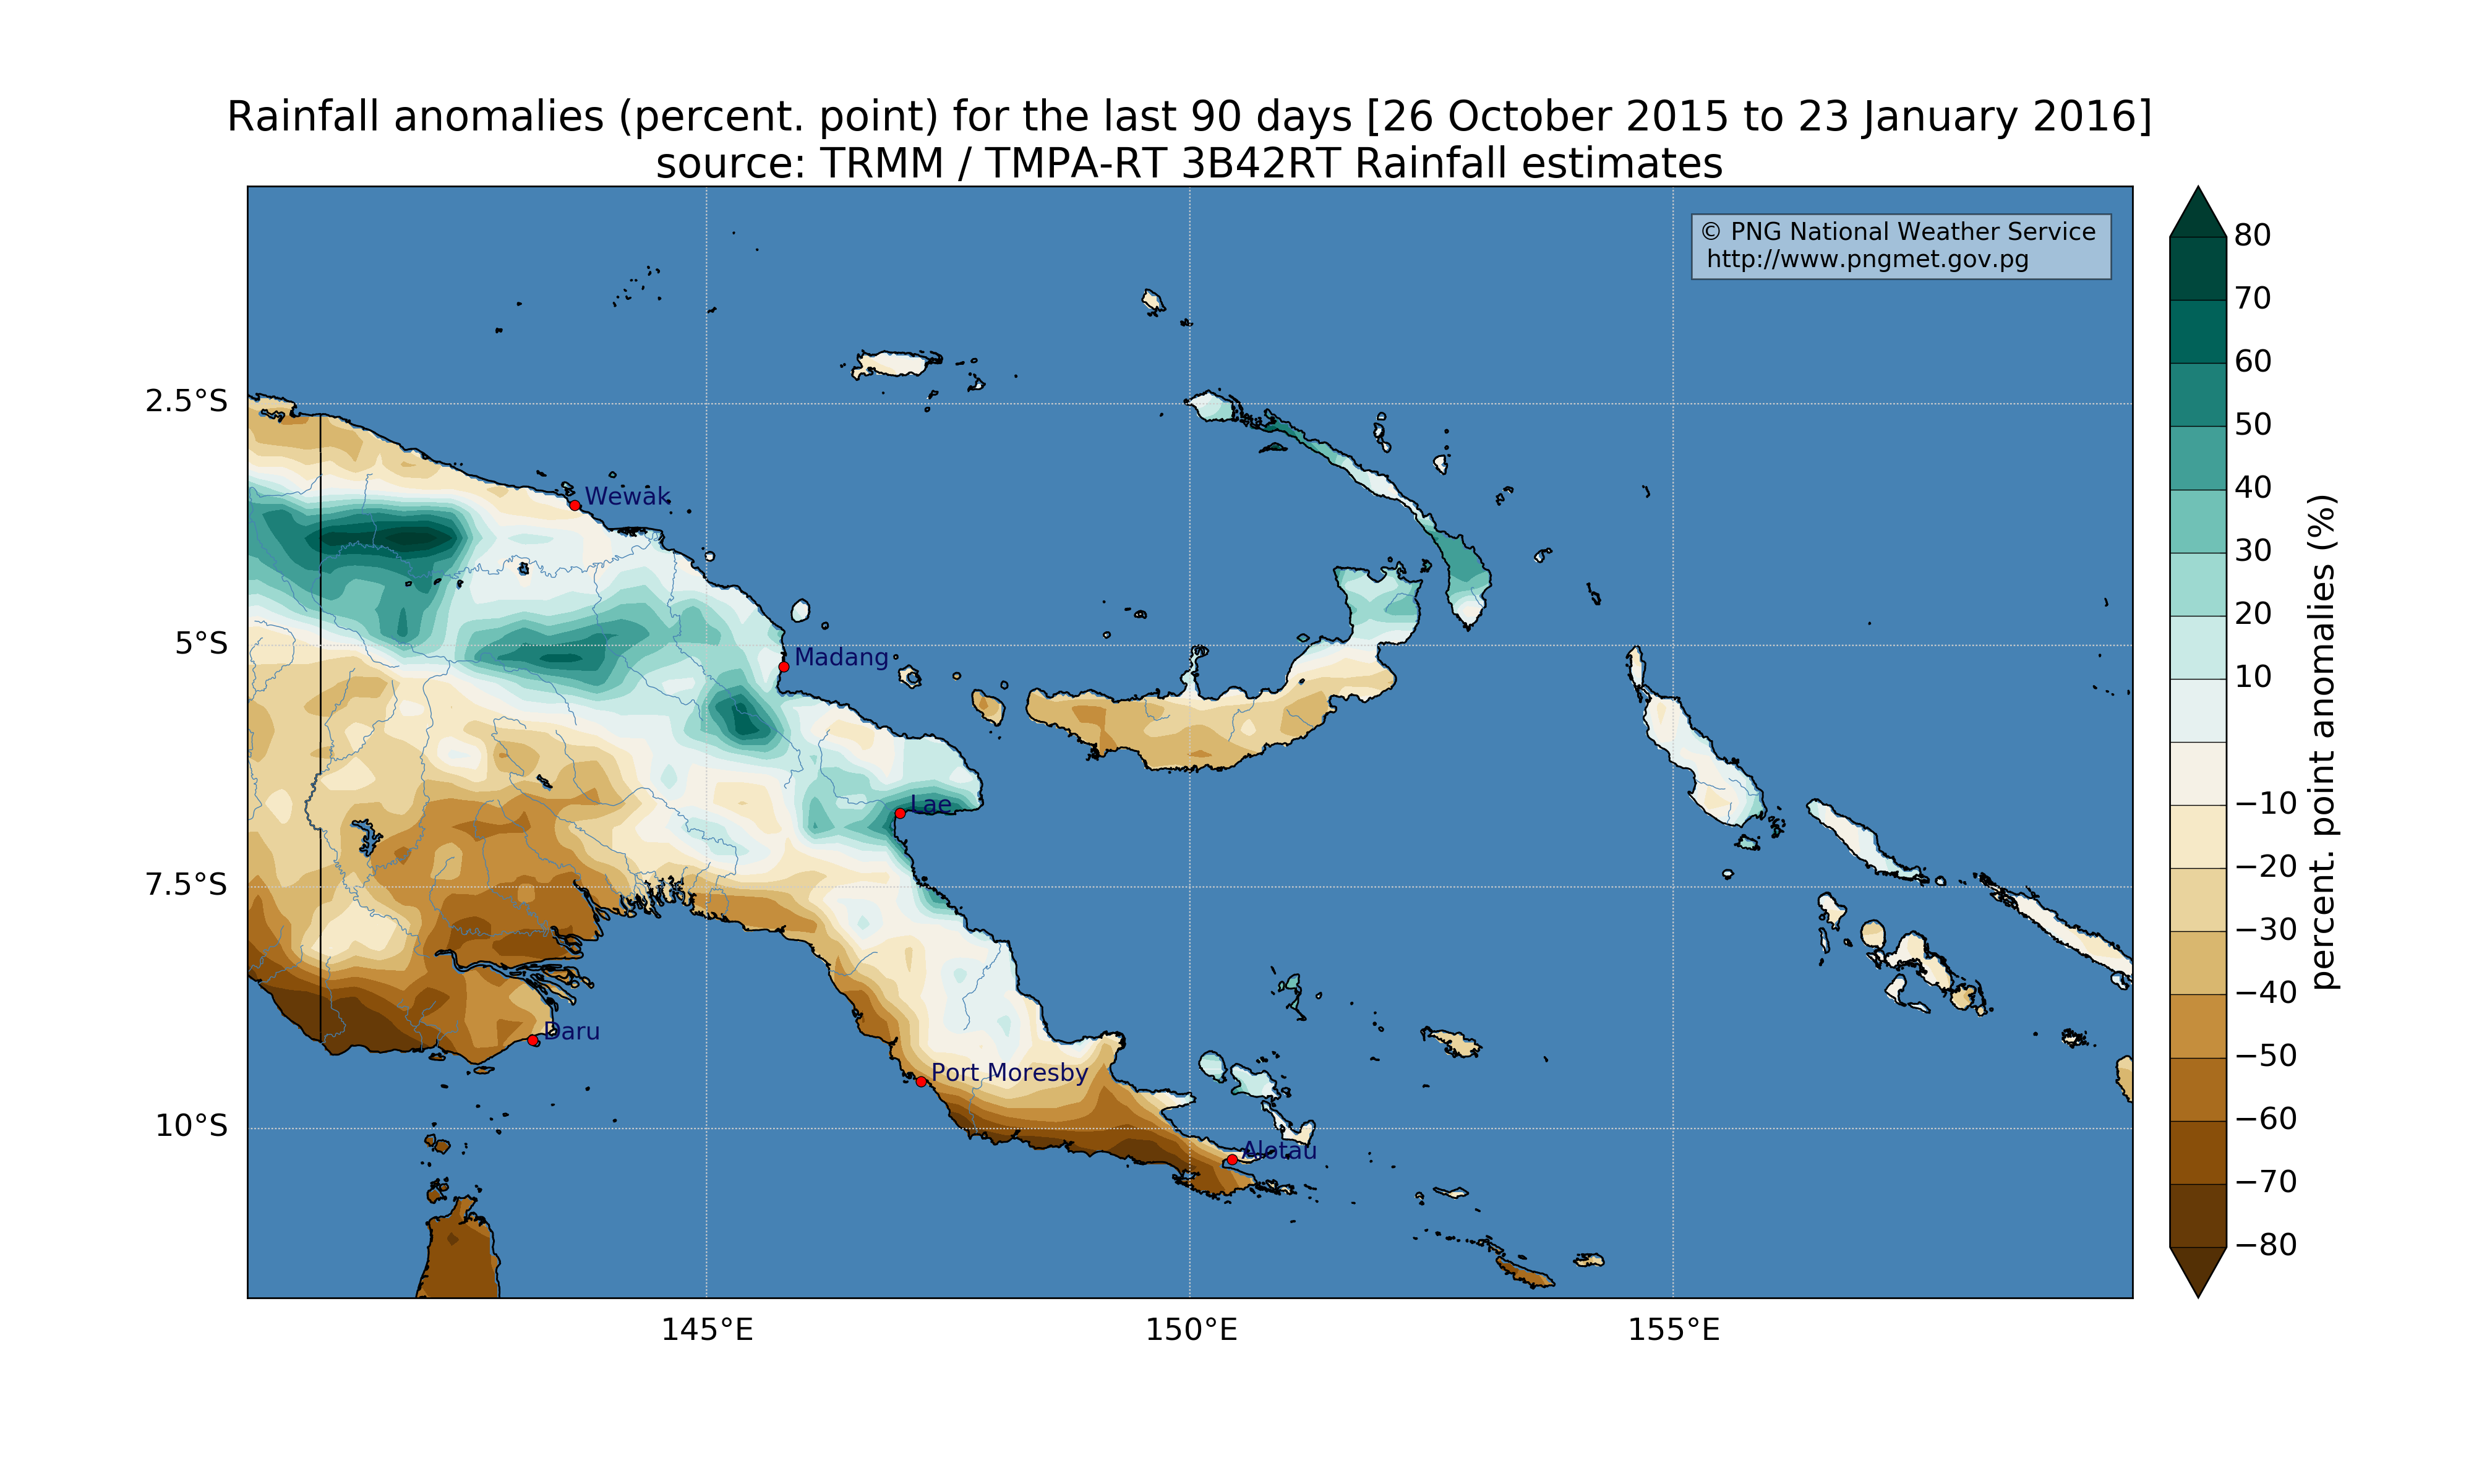 Rainfall anomalies (percent. point) for the last 90 days [26 October 2015 to 23 January 2016]
source: TRMM / TMPA-RT 3B42RT Rainfall estimates
© PNG National Weather Service
http://www.pngmet.gov.pg
2.5°S
5°S
7.5°S
10°S
Wewak
Madang
Lae
Daru
Port Moresby
Alotau
145°E
150°E
155°E
80
70
60
50
40
30
20
10
−10
−20
−30
−40
−50
−60
−70
−80
percent. point anomalies (%)